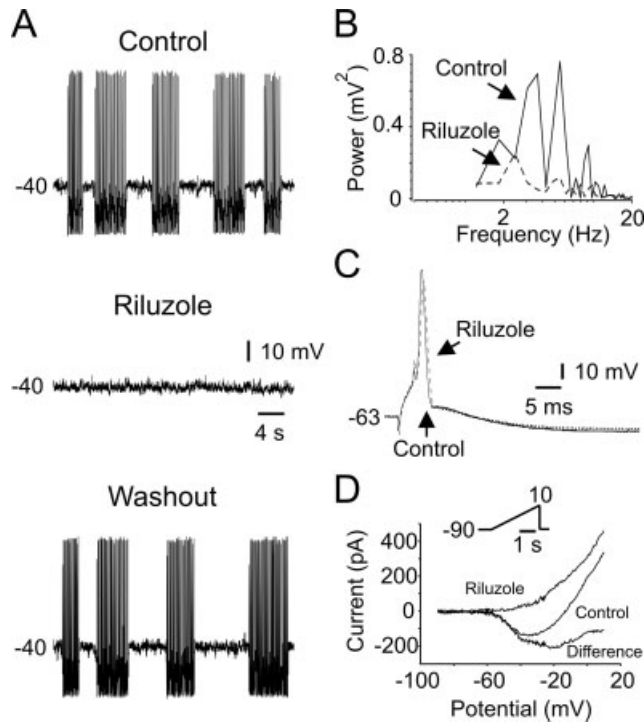 A
Control
-40
Riluzole
-40
10 mV
4 s
Washout
-40
B
Power (mV²)
0.8
0.4
0
Control
Riluzole
2
20
Frequency (Hz)
C
Riluzole
10 mV
5 ms
-63
Control
D
10
-90
1 s
Current (pA)
400
200
0
-200
Riluzole
Control
Difference
-100
-60
-20
20
Potential (mV)